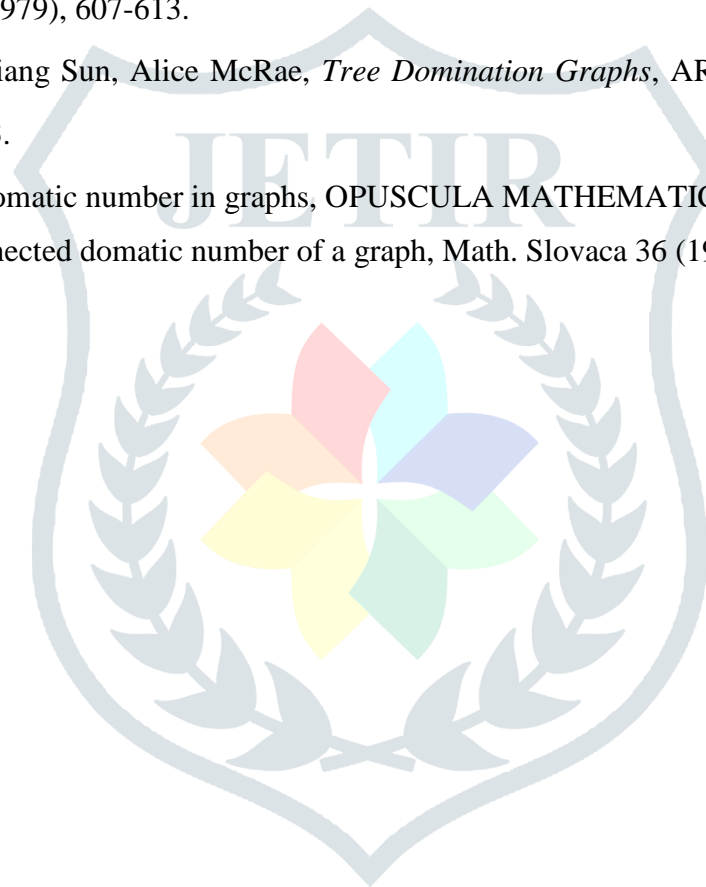 1979), 607-613.
iang Sun, Alice McRae, Tree Domination Graphs, AR
.
JETIR
omatic number in graphs, OPUSCULA MATHEMATIC
nected domatic number of a graph, Math. Slovaca 36 (19